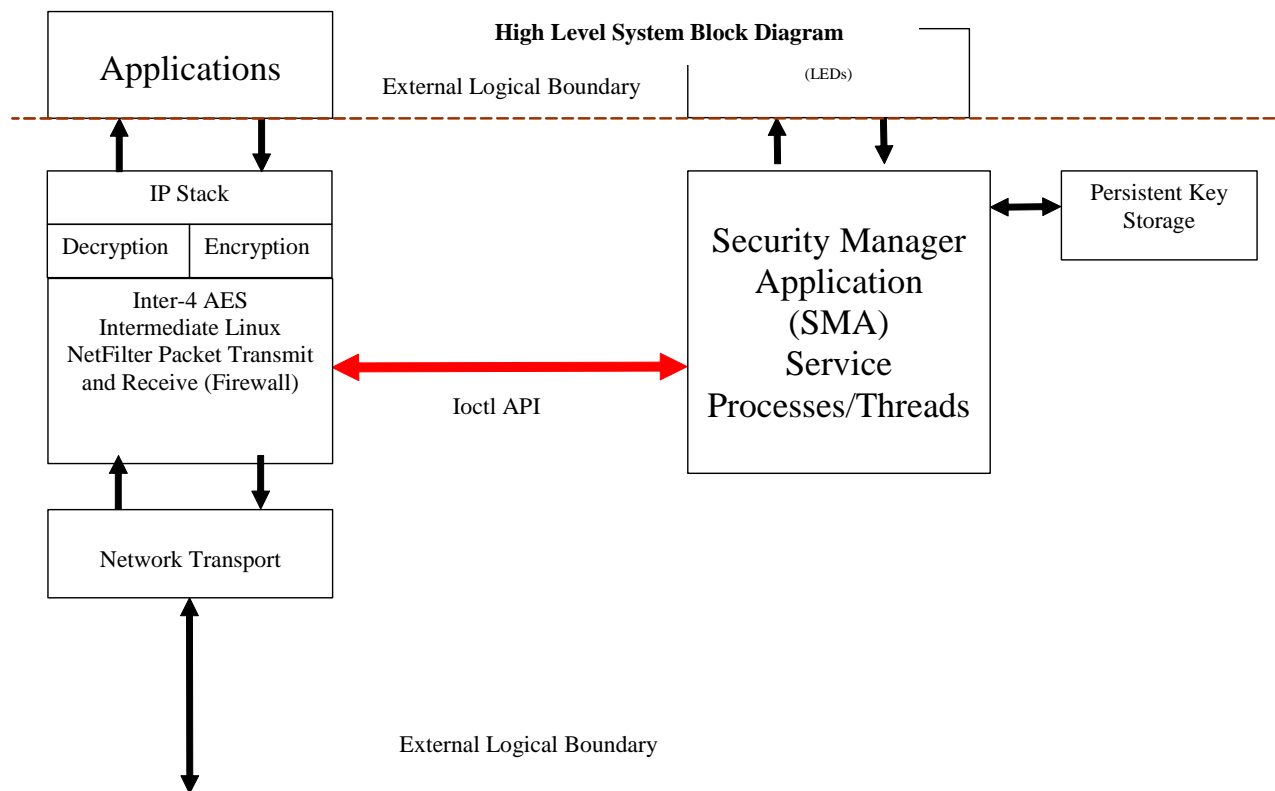 High Level System Block Diagram
Applications
(LEDs)
External Logical Boundary
IP Stack
Decryption
Encryption
Inter-4 AES
Intermediate Linux
NetFilter Packet Transmit
and Receive (Firewall)
Ioctl API
Security Manager
Application
(SMA)
Service
Processes/Threads
Persistent Key
Storage
Network Transport
External Logical Boundary